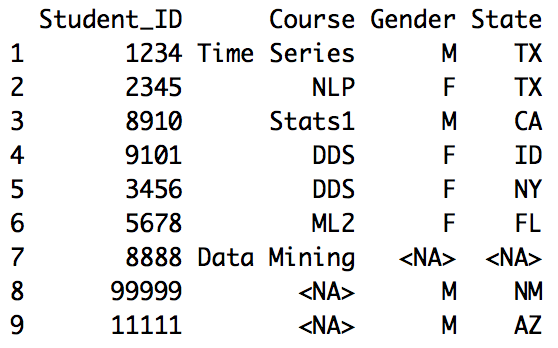 Student_ID Course Gender State
1 1234 Time Series M TX
2 2345 NLP F TX
3 8910 Stats1 M CA
4 9101 DDS F ID
5 3456 DDS F NY
6 5678 ML2 F FL
7 8888 Data Mining <NA> <NA>
8 99999 <NA> M NM
9 11111 <NA> M AZ